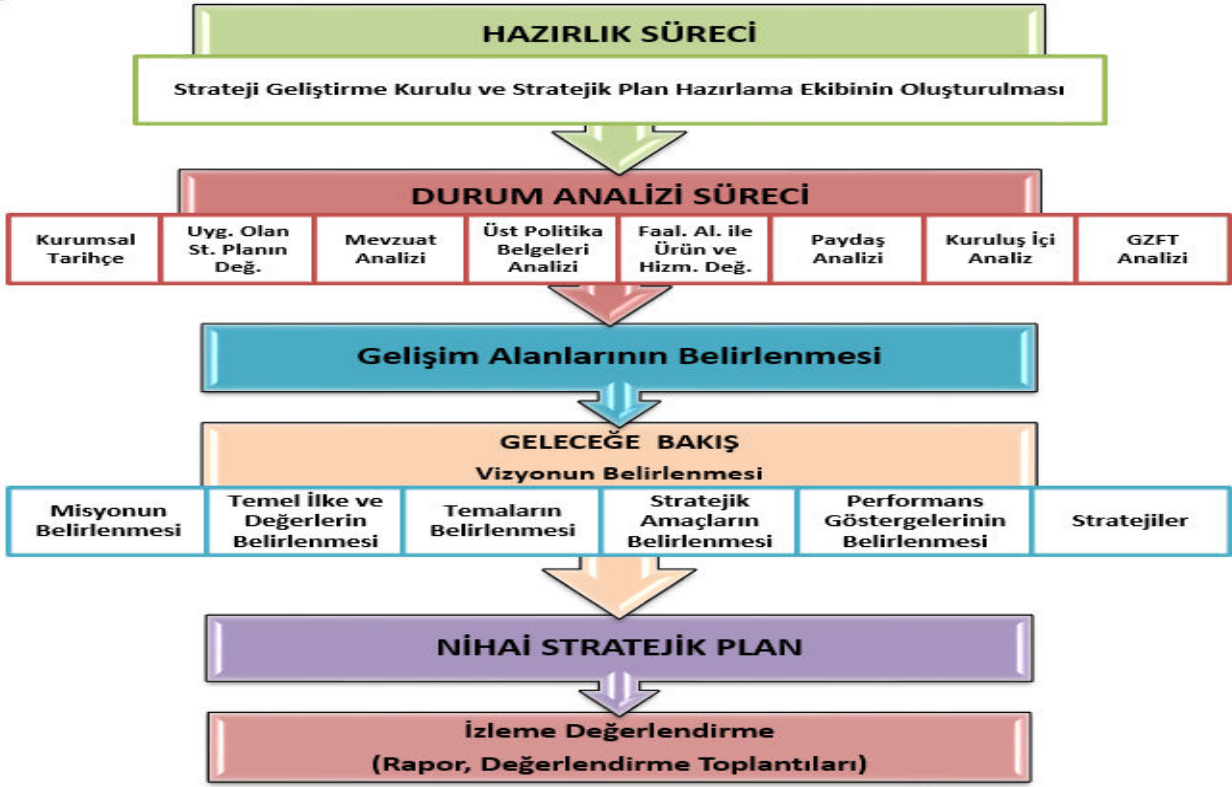 HAZIRLIK SÜRECİ
Strateji Geliştirme Kurulu ve Stratejik Plan Hazırlama Ekibinin Oluşturulması
DURUM ANALİZİ SÜRECİ
Kurumsal
Tarihçe
Uyg. Olan
St. Planın
Değ.
Mevzuat
Analizi
Üst Politika
Belgeleri
Analizi
Faal. Al. ile
Ürün ve
Hizm. Değ.
Paydaş
Analizi
Kuruluş İçi
Analiz
GZFT
Analizi
Gelişim Alanlarının Belirlenmesi
GELECEĞE BAKIŞ
Vizyonun Belirlenmesi
Misyonun
Belirlenmesi
Temel İlke ve
Değerlerin
Belirlenmesi
Temaların
Belirlenmesi
Stratejik
Amaçların
Belirlenmesi
Performans
Göstergelerinin
Belirlenmesi
Stratejiler
NİHAİ STRATEJİK PLAN
İzleme Değerlendirme
(Rapor, Değerlendirme Toplantıları)